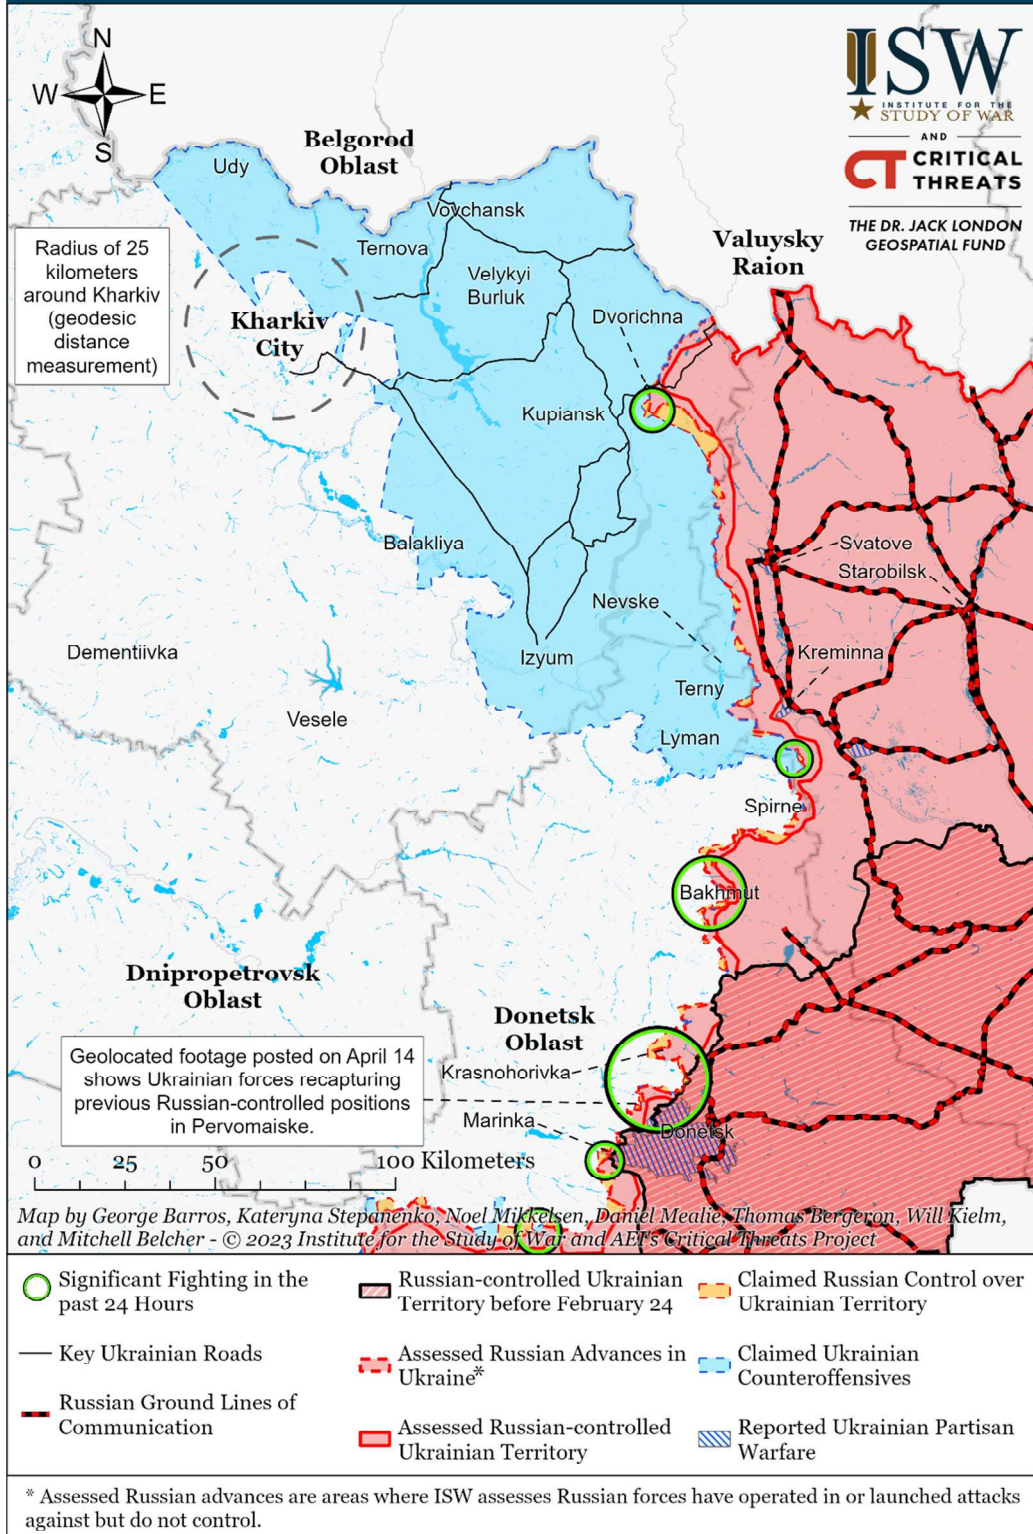 N
W E
S
ISW
INSTITUTE FOR THE
STUDY OF WAR
AND
CT CRITICAL
THREATS
THE DR. JACK LONDON
GEOSPATIAL FUND
Belgorod
Oblast
Udy
Vovchansk
Ternova
Velykyi
Burluk
Valuysky
Raion
Radius of 25
kilometers
around Kharkiv
(geodesic
distance
measurement)
Kharkiv
City
Dvorichna
Kupiansk
Balakliya
Svatove
Starobilsk
Nevske
Dementiivka
Izyum
Kreminna
Terny
Vesele
Lyman
Spirne
Bakhmut
Dnipropetrovsk
Oblast
Donetsk
Oblast
Geolocated footage posted on April 14
shows Ukrainian forces recapturing
previous Russian-controlled positions
in Pervomaiske.
Krasnohorivka
Marinka
Donetsk
0 25 50 100 Kilometers
Map by George Barros, Kateryna Stepanenko, Noel Mikkelsen, Daniel Mealie, Thomas Bergeron, Will Kielm,
and Mitchell Belcher - © 2023 Institute for the Study of War and AEI's Critical Threats Project
Significant Fighting in the
past 24 Hours
Key Ukrainian Roads
Russian Ground Lines of
Communication
Russian-controlled Ukrainian
Territory before February 24
Assessed Russian Advances in
Ukraine*
Assessed Russian-controlled
Ukrainian Territory
Claimed Russian Control over
Ukrainian Territory
Claimed Ukrainian
Counteroffensives
Reported Ukrainian Partisan
Warfare
* Assessed Russian advances are areas where ISW assesses Russian forces have operated in or launched attacks
against but do not control.